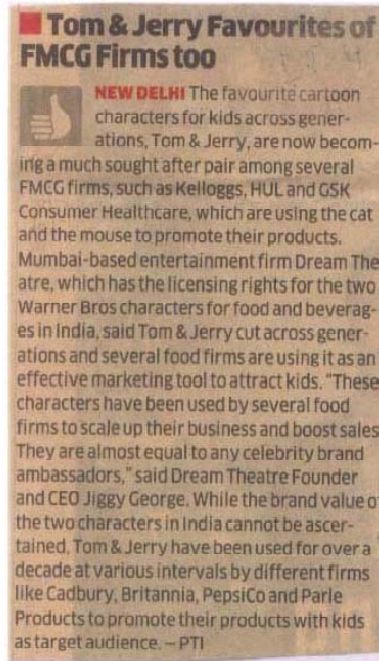 Tom & Jerry Favourites of
FMCG Firms too
NEW DELHI The favourite cartoon
characters for kids across gener-
ations, Tom & Jerry, are now becom-
ing a much sought after pair among several
FMCG firms, such as Kelloggs, HUL and GSK
Consumer Healthcare, which are using the cat
and the mouse to promote their products.
Mumbai-based entertainment firm Dream The
atre, which has the licensing rights for the two
Warner Bros characters for food and beverag-
es in India, said Tom & Jerry cut across gener-
ations and several food firms are using it as an
effective marketing tool to attract kids. "These
characters have been used by several food
firms to scale up their business and boost sales
They are almost equal to any celebrity brand
ambassadors," said Dream Theatre Founder
and CEO Jiggy George. While the brand value of
the two characters in India cannot be ascer-
tained, Tom & Jerry have been used for over a
decade at various intervals by different firms
like Cadbury, Britannia, PepsiCo and Parle
Products to promote their products with kids
as target audience. – PTI